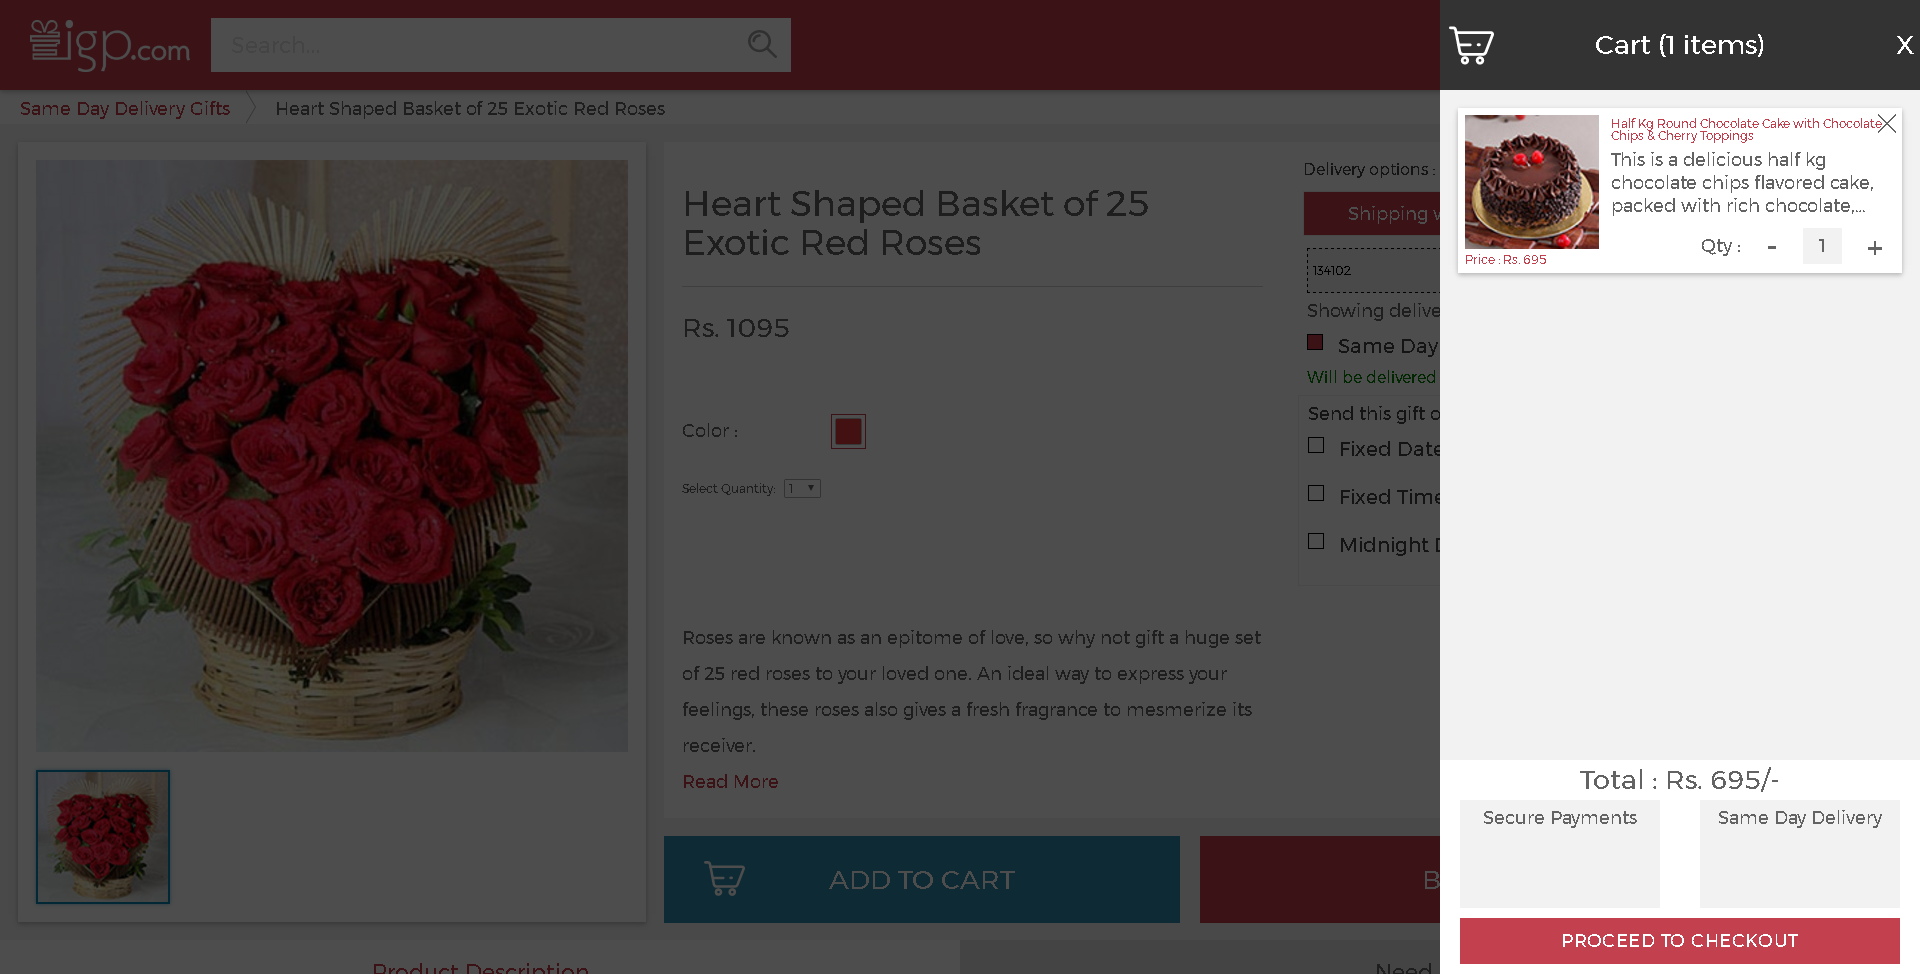 igp.com
Search...
Cart (1 items)
X
Same Day Delivery Gifts
Heart Shaped Basket of 25 Exotic Red Roses
Heart Shaped Basket of 25
Exotic Red Roses
Rs. 1095
Color :
Select Quantity: 1
Roses are known as an epitome of love, so why not gift a huge set
of 25 red roses to your loved one. An ideal way to express your
feelings, these roses also gives a fresh fragrance to mesmerize its
receiver.
Read More
ADD TO CART
B
Delivery options :
Shipping
134102
Showing delive
Same Day
Will be delivered
Send this gift o
Fixed Date
Fixed Time
Midnight
Half Kg Round Chocolate Cake with Chocolate
Chips & Cherry Toppings
This is a delicious half kg
chocolate chips flavored cake,
packed with rich chocolate,...
Qty : - 1 +
Price : Rs. 695
Total : Rs. 695/-
Secure Payments
Same Day Delivery
PROCEED TO CHECKOUT
Product Description
Need